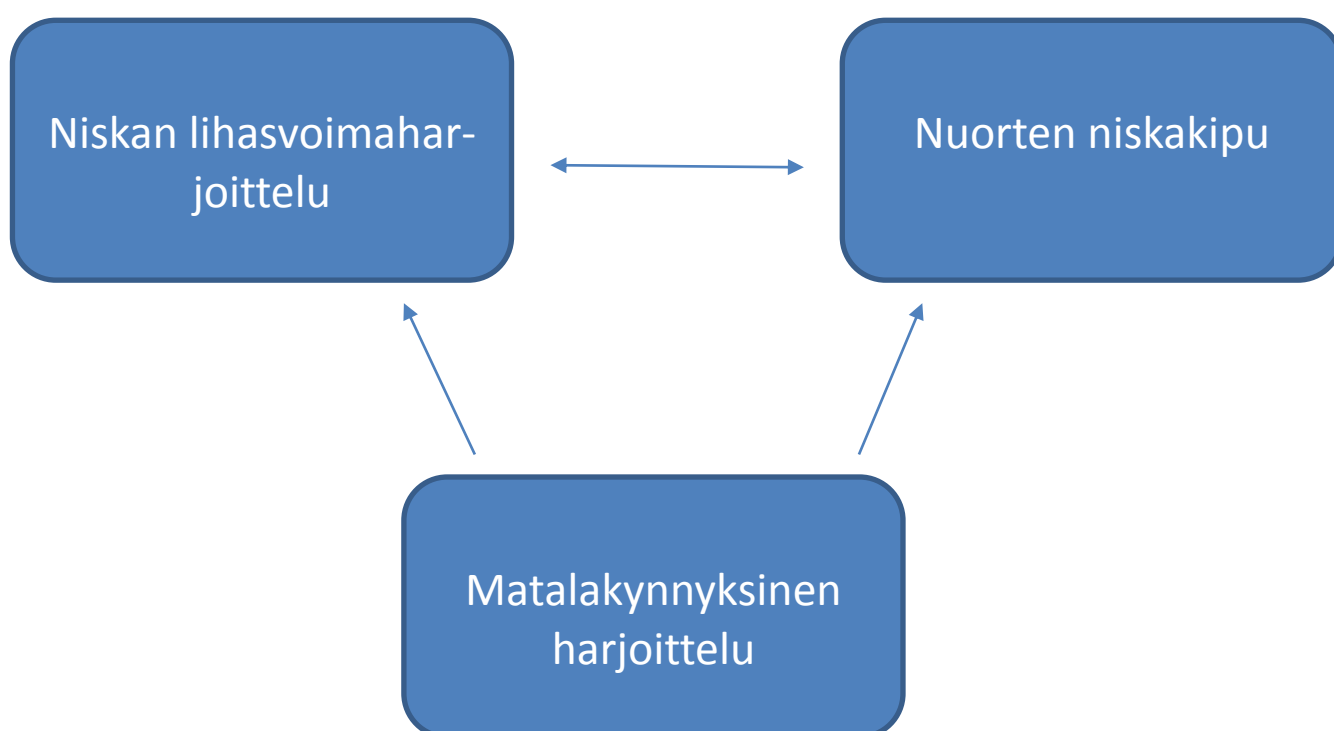 Niskan lihasvoimahar-
joittelu
Nuorten niskakipu
Matalakynnyksinen
harjoittelu